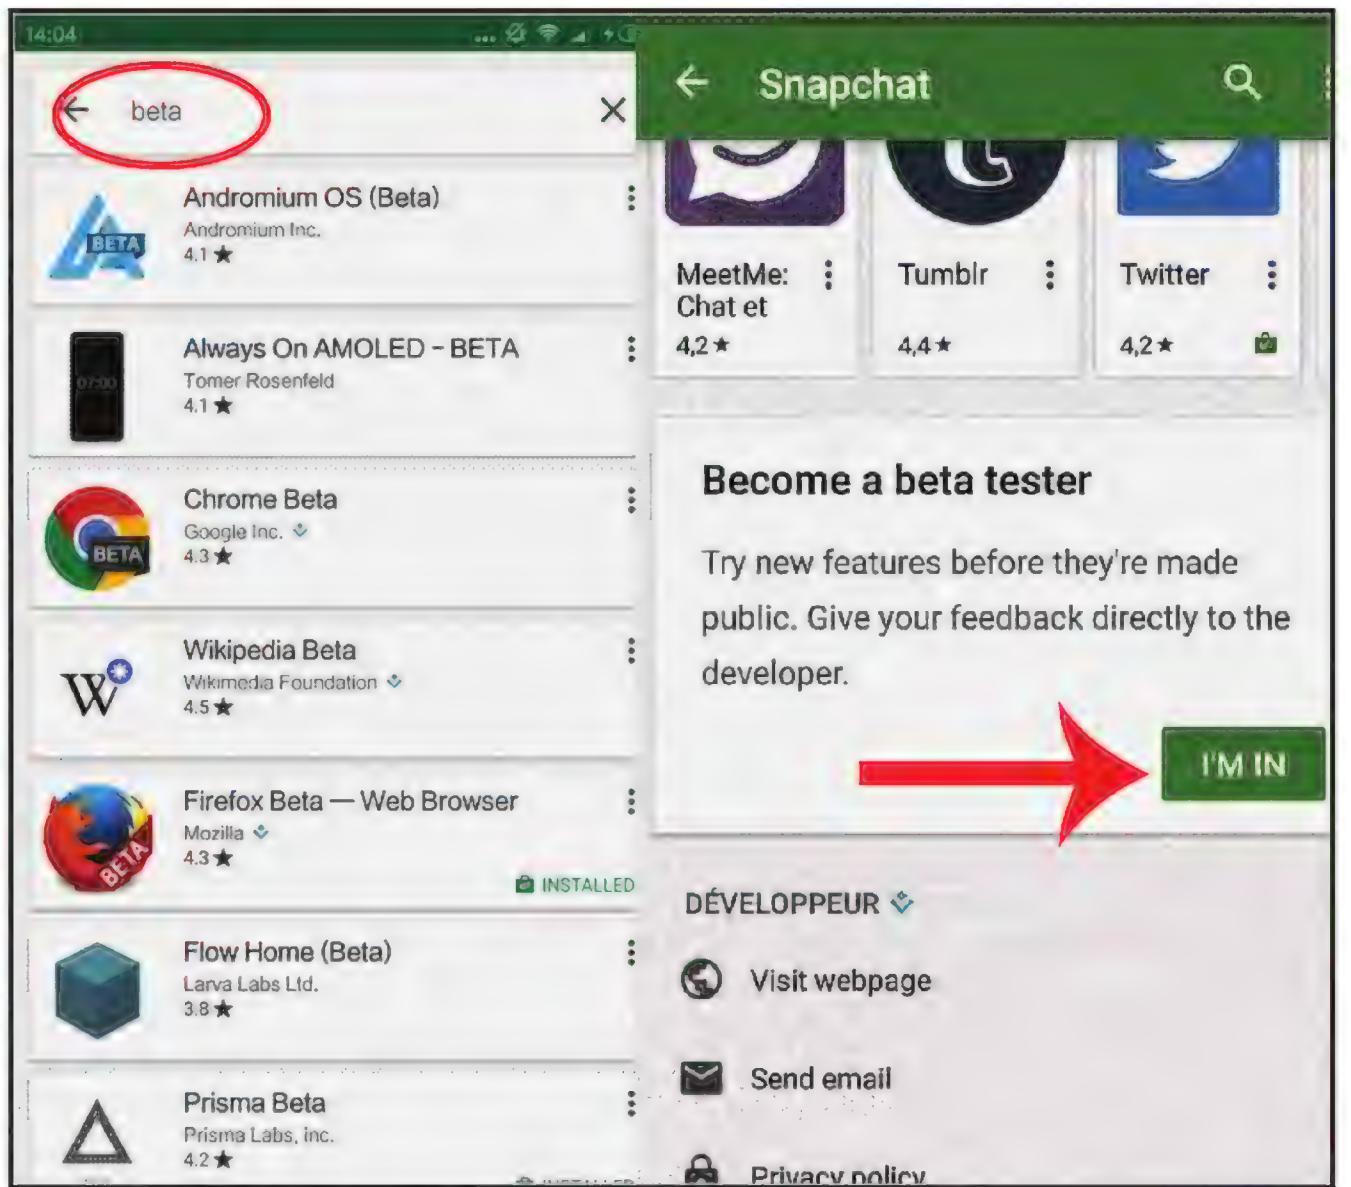 14:04
beta
Andromium OS (Beta)
Andromium Inc.
4.1 ★
BETA
Always On AMOLED - BETA
Tomer Rosenfeld
4.1 ★
07:00
Chrome Beta
Google Inc.
4.3 ★
BETA
Wikipedia Beta
Wikimedia Foundation
4.5 ★
W
Firefox Beta — Web Browser
Mozilla
4.3 ★
BETA
INSTALLED
Flow Home (Beta)
Larva Labs Ltd.
3.8 ★
Prisma Beta
Prisma Labs, inc.
4.2 ★
INSTALLED
Snapchat
MeetMe:
Chat et
4,2 ★
Tumblr
4,4 ★
Twitter
4,2 ★
Become a beta tester
Try new features before they're made
public. Give your feedback directly to the
developer.
I'M IN
DÉVELOPPEUR
Visit webpage
Send email
Privacy policy